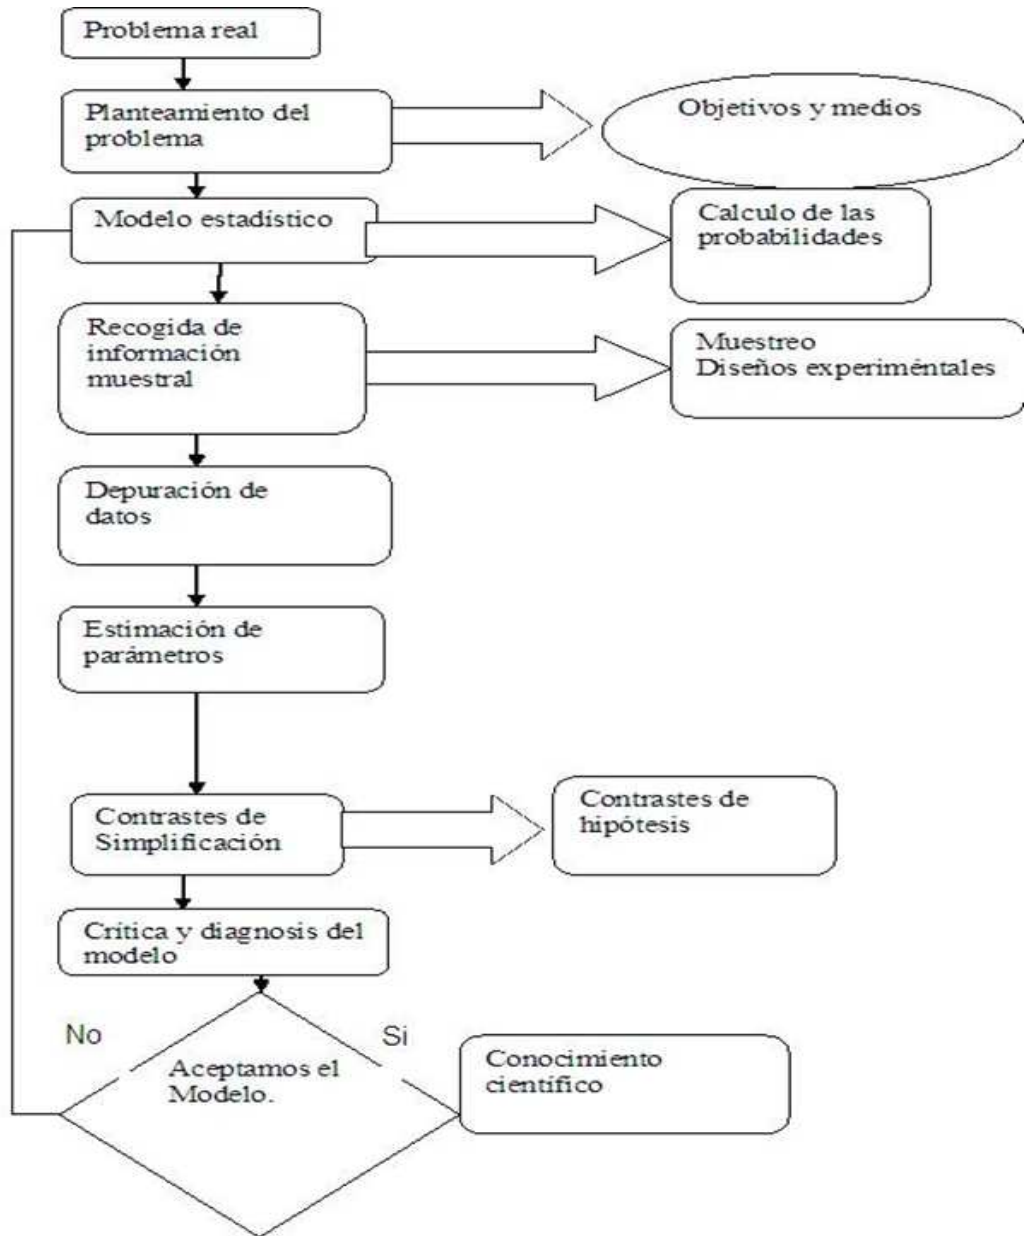 Problema real
Planteamiento del
problema
Objetivos y medios
Modelo estadístico
Calculo de las
probabilidades
Recogida de
información
muestral
Muestreo
Diseños experiméntales
Depuración de
datos
Estimación de
parámetros
Contrastes de
Simplificación
Contrastes de
hipótesis
Crítica y diagnosis del
modelo
No
Si
Aceptamos el
Modelo.
Conocimiento
científico